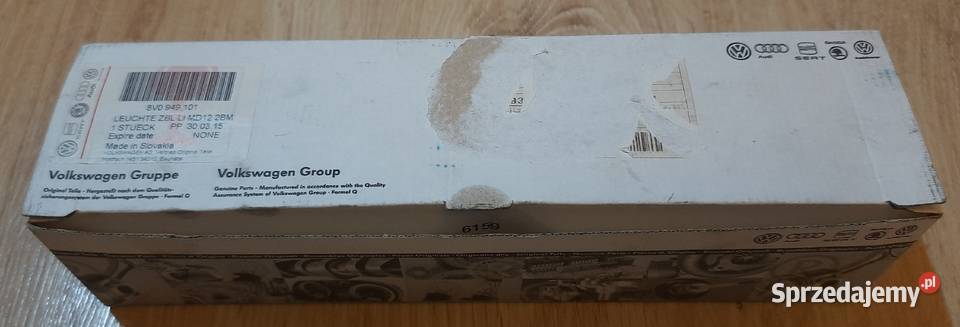 8V0 949 101
LEUCHTE ZBL LI MD12 2BM
1 STUECK PP 30.03.15
Expire date NONE
Made in Slovakia
Volkswagen Gruppe
Original Teile - Hergestellt nach dem Qualitäts-
sicherungssystem der Volkswagen Gruppe - Formel Q
Volkswagen Group
Genuine Parts - Manufactured in accordance with the Quality
Assurance System of Volkswagen Group - Formel Q
Audi
SEAT
6159
Sprzedajemy.pl